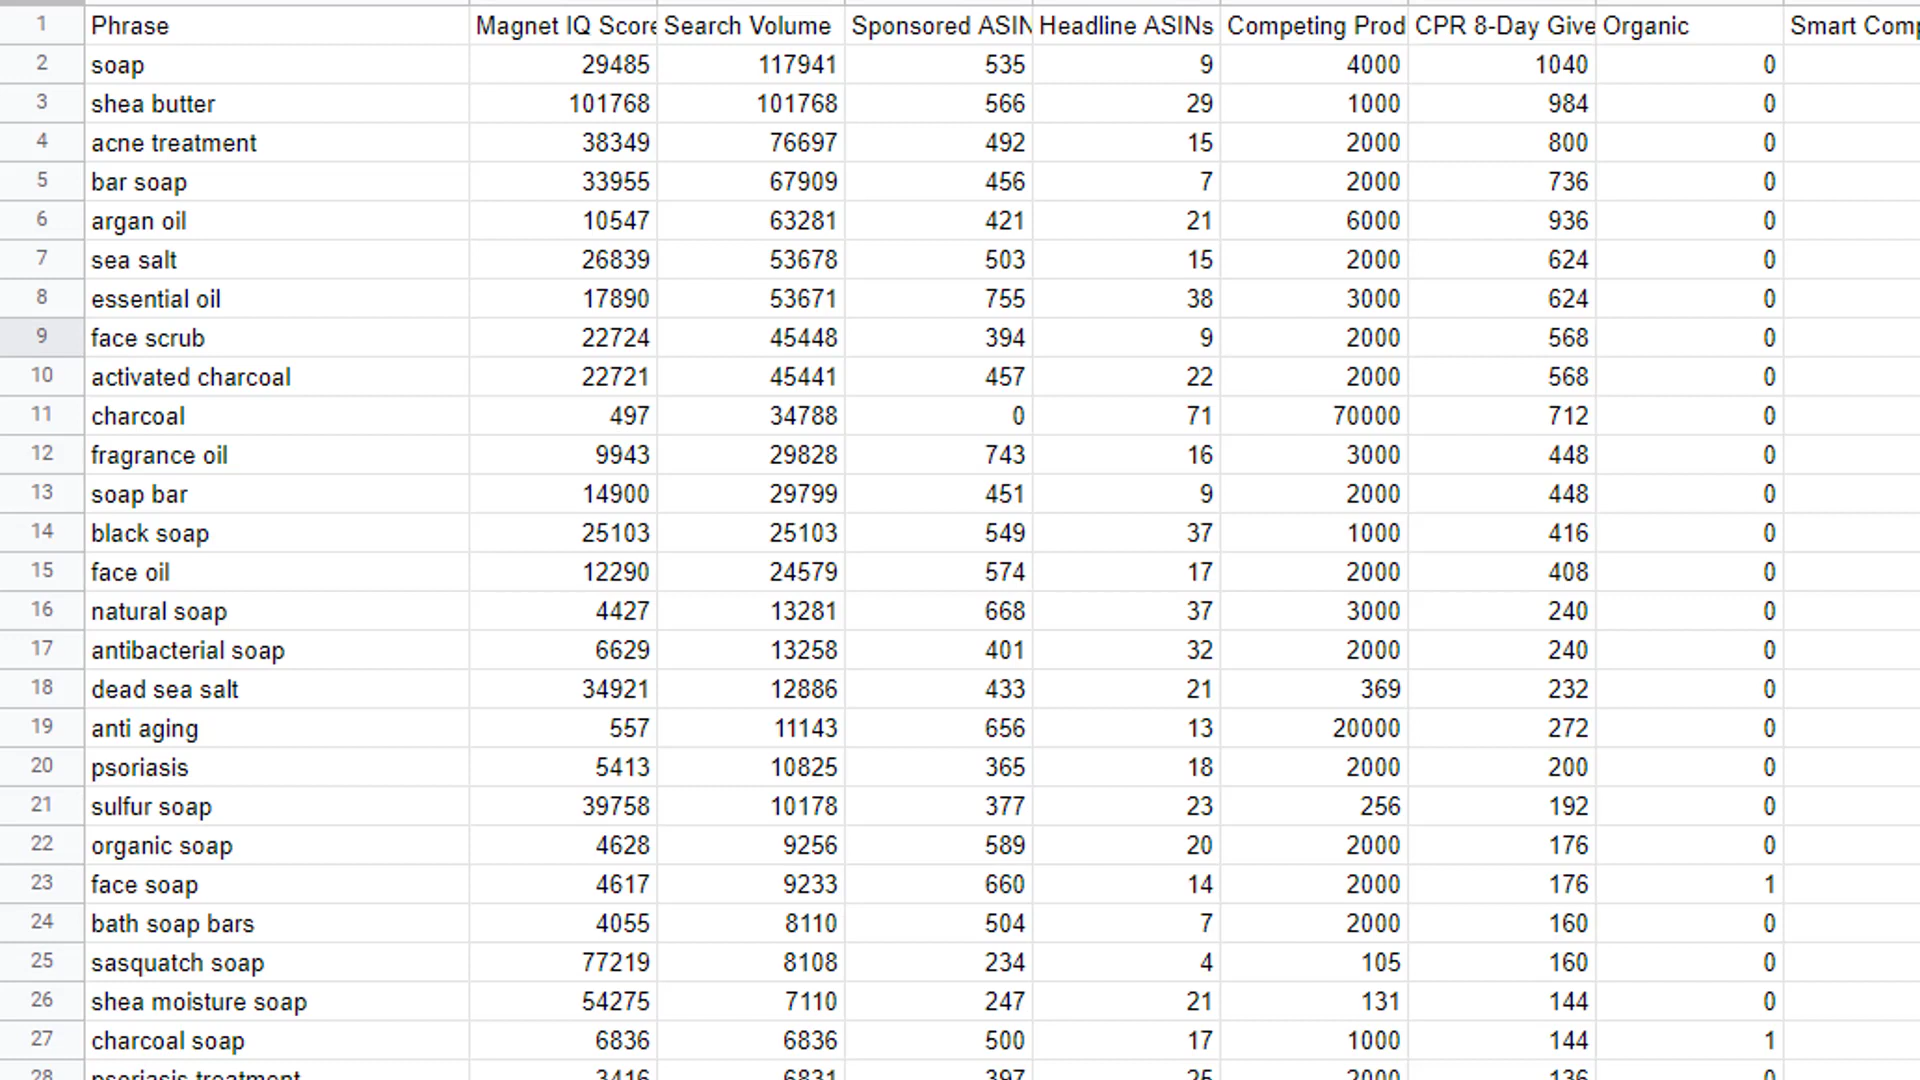 1 Phrase Magnet IQ Score Search Volume Sponsored ASIN Headline ASINs Competing Prod CPR 8-Day Give Organic Smart Comp
2 soap 29485 117941 535 9 4000 1040 0
3 shea butter 101768 101768 566 29 1000 984 0
4 acne treatment 38349 76697 492 15 2000 800 0
5 bar soap 33955 67909 456 7 2000 736 0
6 argan oil 10547 63281 421 21 6000 936 0
7 sea salt 26839 53678 503 15 2000 624 0
8 essential oil 17890 53671 755 38 3000 624 0
9 face scrub 22724 45448 394 9 2000 568 0
10 activated charcoal 22721 45441 457 22 2000 568 0
11 charcoal 497 34788 0 71 70000 712 0
12 fragrance oil 9943 29828 743 16 3000 448 0
13 soap bar 14900 29799 451 9 2000 448 0
14 black soap 25103 25103 549 37 1000 416 0
15 face oil 12290 24579 574 17 2000 408 0
16 natural soap 4427 13281 668 37 3000 240 0
17 antibacterial soap 6629 13258 401 32 2000 240 0
18 dead sea salt 34921 12886 433 21 369 232 0
19 anti aging 557 11143 656 13 20000 272 0
20 psoriasis 5413 10825 365 18 2000 200 0
21 sulfur soap 39758 10178 377 23 256 192 0
22 organic soap 4628 9256 589 20 2000 176 0
23 face soap 4617 9233 660 14 2000 176 1
24 bath soap bars 4055 8110 504 7 2000 160 0
25 sasquatch soap 77219 8108 234 4 105 160 0
26 shea moisture soap 54275 7110 247 21 131 144 0
27 charcoal soap 6836 6836 500 17 1000 144 1
28 psoriasis treatment 3416 6831 397 25 2000 136 0